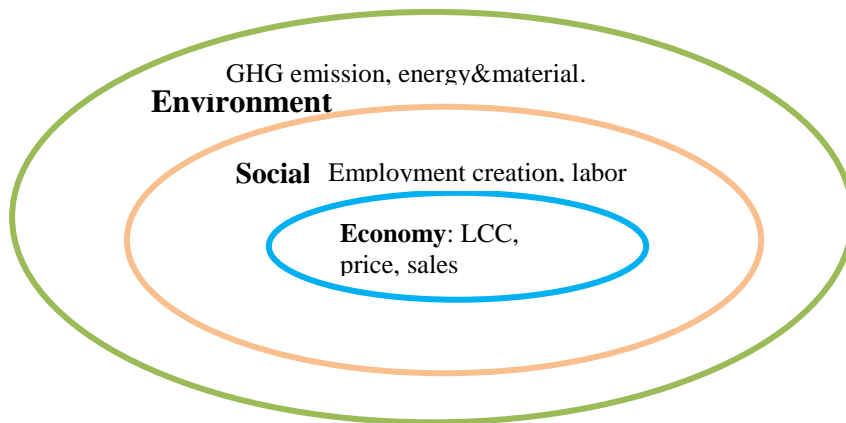 GHG emission, energy&material.
Environment
Social Employment creation, labor
Economy: LCC,
price, sales